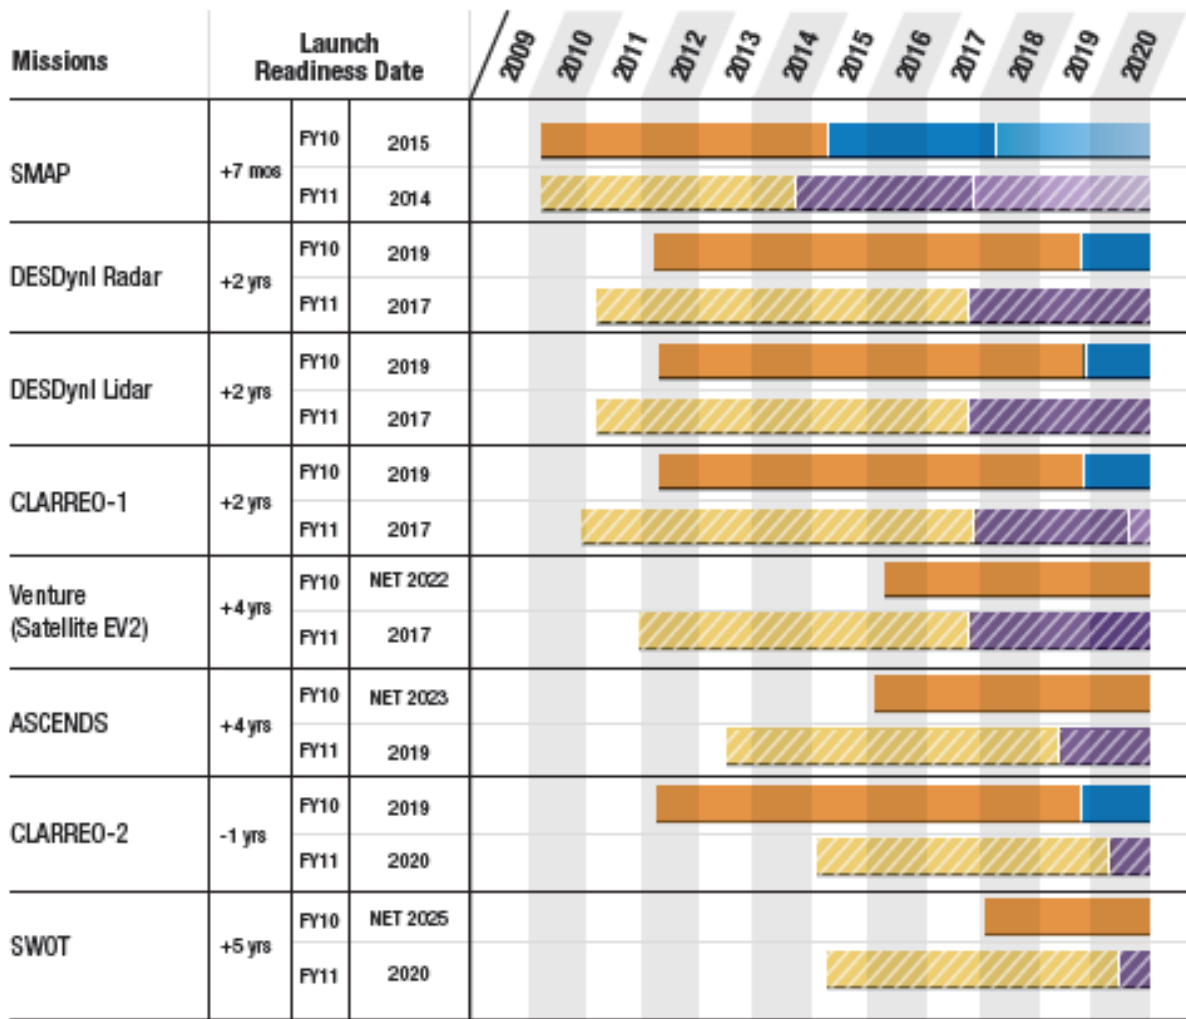 Missions
Launch
Readiness Date
2009 2010 2011 2012 2013 2014 2015 2016 2017 2018 2019 2020
SMAP
+7 mos
FY10 2015
FY11 2014
DESDynI Radar
+2 yrs
FY10 2019
FY11 2017
DESDynI Lidar
+2 yrs
FY10 2019
FY11 2017
CLARREO-1
+2 yrs
FY10 2019
FY11 2017
Venture
(Satellite EV2)
+4 yrs
FY10 NET 2022
FY11 2017
ASCENDS
+4 yrs
FY10 NET 2023
FY11 2019
CLARREO-2
-1 yrs
FY10 2019
FY11 2020
SWOT
+5 yrs
FY10 NET 2025
FY11 2020